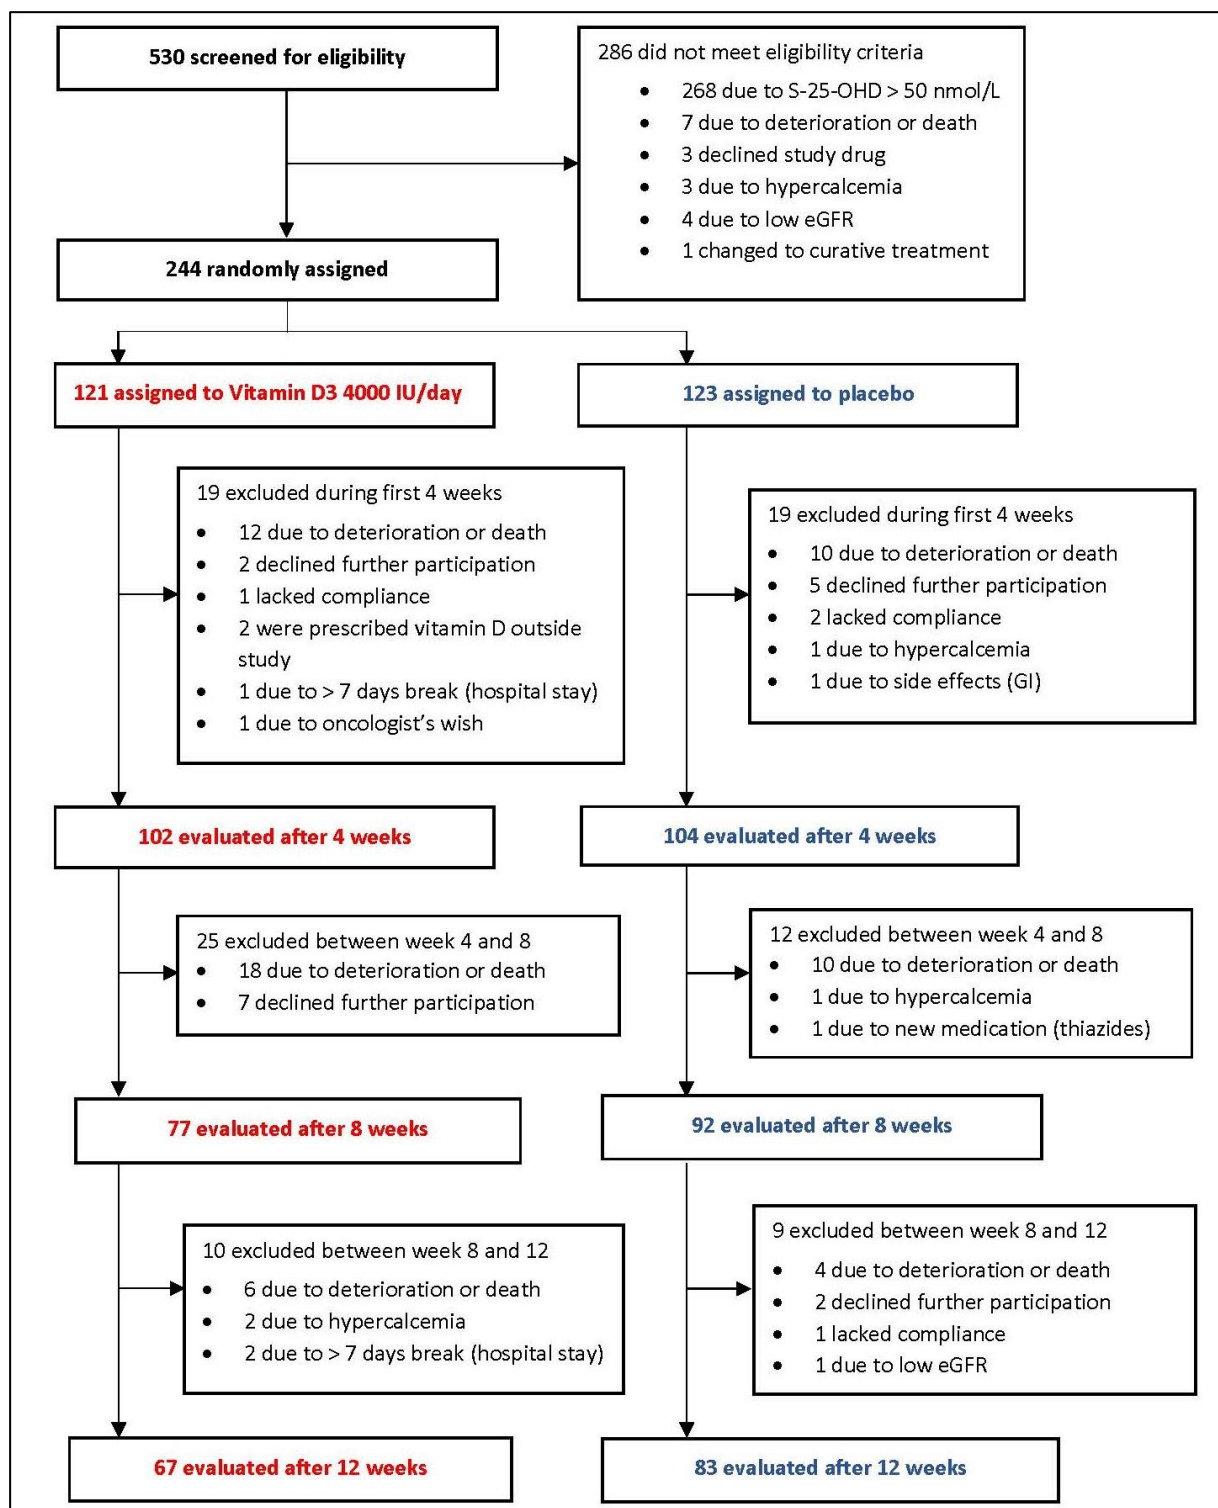 530 screened for eligibility
286 did not meet eligibility criteria
• 268 due to S-25-OHD > 50 nmol/L
• 7 due to deterioration or death
• 3 declined study drug
• 3 due to hypercalcemia
• 4 due to low eGFR
• 1 changed to curative treatment
244 randomly assigned
121 assigned to Vitamin D3 4000 IU/day
123 assigned to placebo
19 excluded during first 4 weeks
• 12 due to deterioration or death
• 2 declined further participation
• 1 lacked compliance
• 2 were prescribed vitamin D outside
study
• 1 due to > 7 days break (hospital stay)
• 1 due to oncologist’s wish
19 excluded during first 4 weeks
• 10 due to deterioration or death
• 5 declined further participation
• 2 lacked compliance
• 1 due to hypercalcemia
• 1 due to side effects (GI)
102 evaluated after 4 weeks
104 evaluated after 4 weeks
25 excluded between week 4 and 8
• 18 due to deterioration or death
• 7 declined further participation
12 excluded between week 4 and 8
• 10 due to deterioration or death
• 1 due to hypercalcemia
• 1 due to new medication (thiazides)
77 evaluated after 8 weeks
92 evaluated after 8 weeks
10 excluded between week 8 and 12
• 6 due to deterioration or death
• 2 due to hypercalcemia
• 2 due to > 7 days break (hospital stay)
9 excluded between week 8 and 12
• 4 due to deterioration or death
• 2 declined further participation
• 1 lacked compliance
• 1 due to low eGFR
67 evaluated after 12 weeks
83 evaluated after 12 weeks